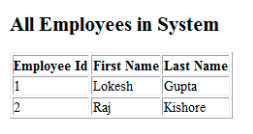 All Employees in System
Employee Id First Name Last Name
1 Lokesh Gupta
2 Raj Kishore